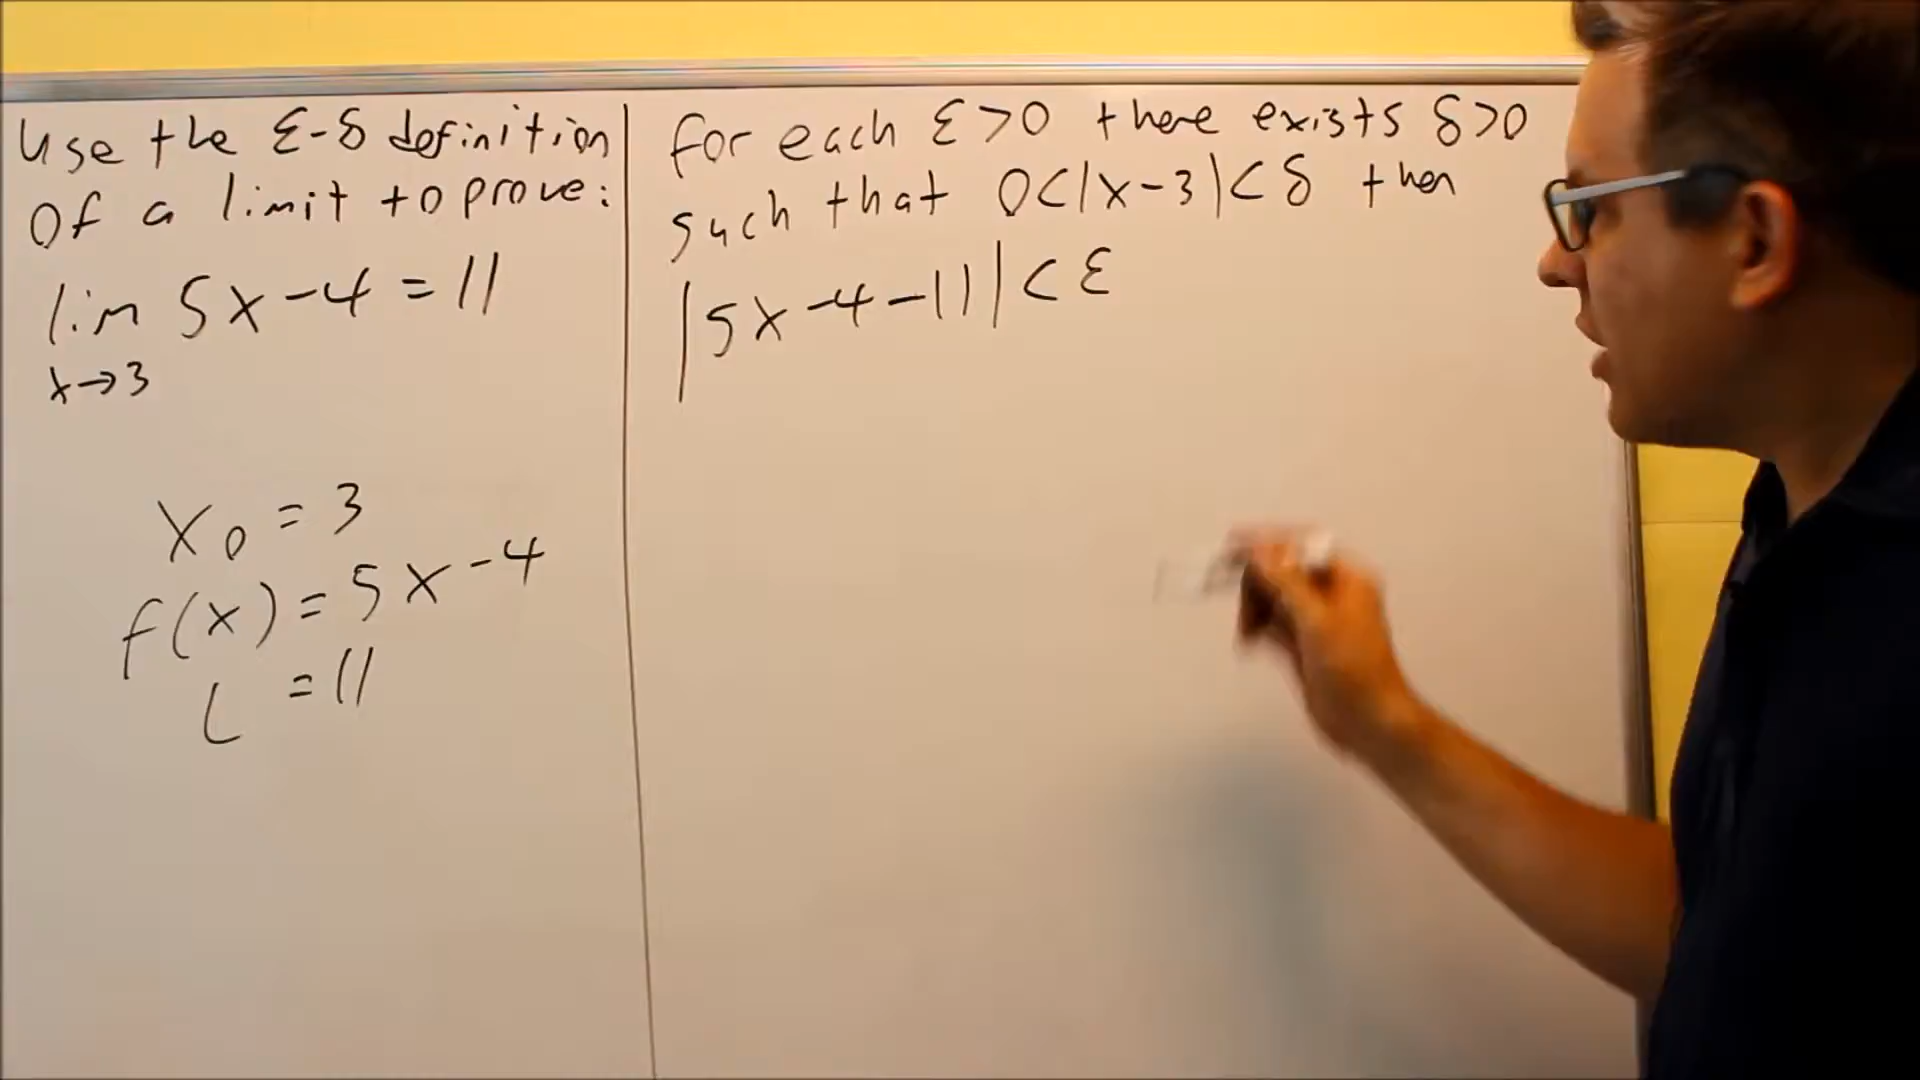 Use the ε-δ definition
of a limit to prove:
lim 5x-4 = 11
x→3
x₀ = 3
f(x) = 5x-4
L = 11
for each ε>0 there exists δ>0
such that 0<|x-3|<δ then
|5x-4-11|<ε